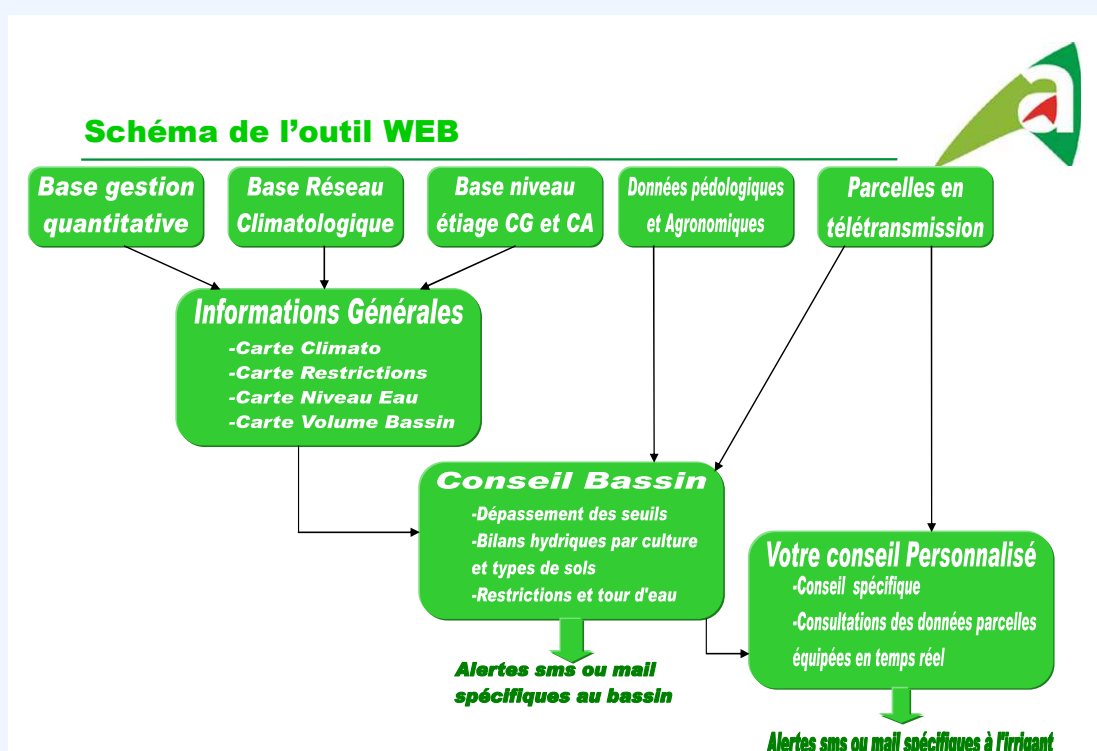 Schéma de l'outil WEB
Base gestion
quantitative
Base Réseau
Climatologique
Base niveau
étiage CG et CA
Données pédologiques
et Agronomiques
Parcelles en
télétransmission
Informations Générales
-Carte Climato
-Carte Restrictions
-Carte Niveau Eau
-Carte Volume Bassin
Conseil Bassin
-Dépassement des seuils
-Bilans hydriques par culture
et types de sols
-Restrictions et tour d'eau
Votre conseil Personnalisé
-Conseil spécifique
-Consultations des données parcelles
équipées en temps réel
Alertes sms ou mail
spécifiques au bassin
Alertes sms ou mail spécifiques à l'irrigant
a